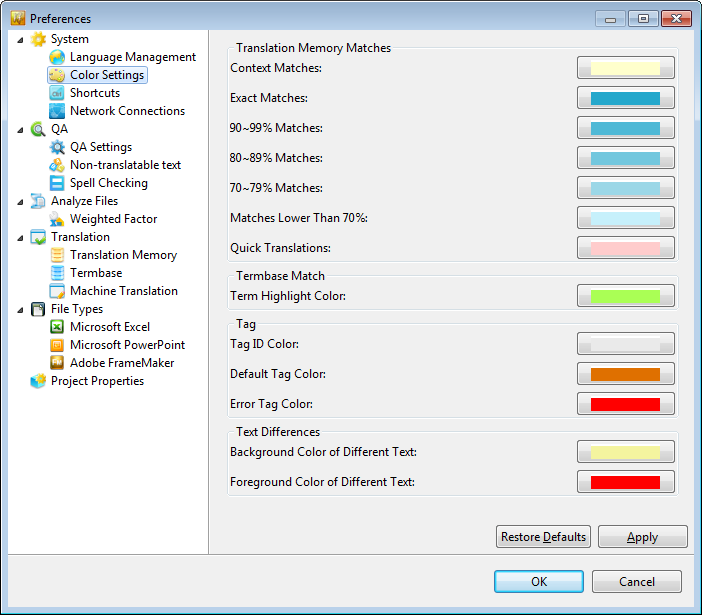 Preferences
System
Language Management
Color Settings
Shortcuts
Network Connections
QA
QA Settings
Non-translatable text
Spell Checking
Analyze Files
Weighted Factor
Translation
Translation Memory
Termbase
Machine Translation
File Types
Microsoft Excel
Microsoft PowerPoint
Adobe FrameMaker
Project Properties
Translation Memory Matches
Context Matches:
Exact Matches:
90~99% Matches:
80~89% Matches:
70~79% Matches:
Matches Lower Than 70%:
Quick Translations:
Termbase Match
Term Highlight Color:
Tag
Tag ID Color:
Default Tag Color:
Error Tag Color:
Text Differences
Background Color of Different Text:
Foreground Color of Different Text:
Restore Defaults Apply
OK Cancel